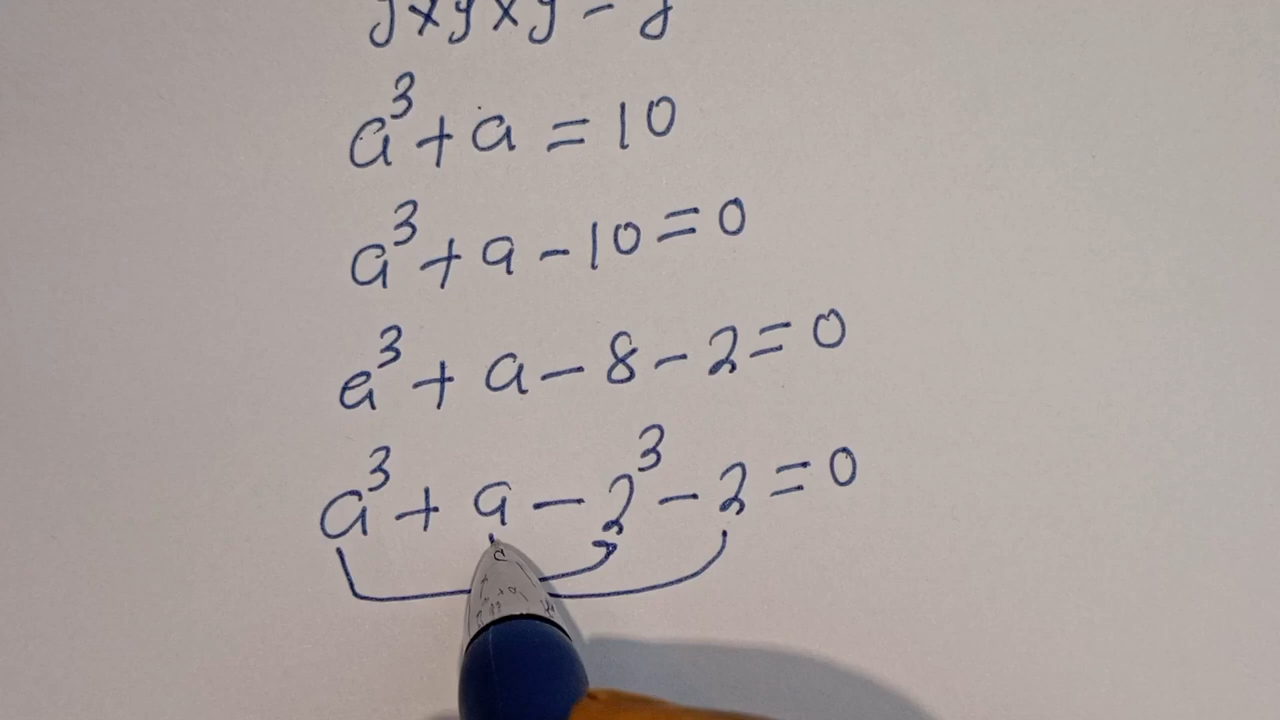 y×y×y = y
a³ + a = 10
a³ + a - 10 = 0
a³ + a - 8 - 2 = 0
a³ + a - 2³ - 2 = 0